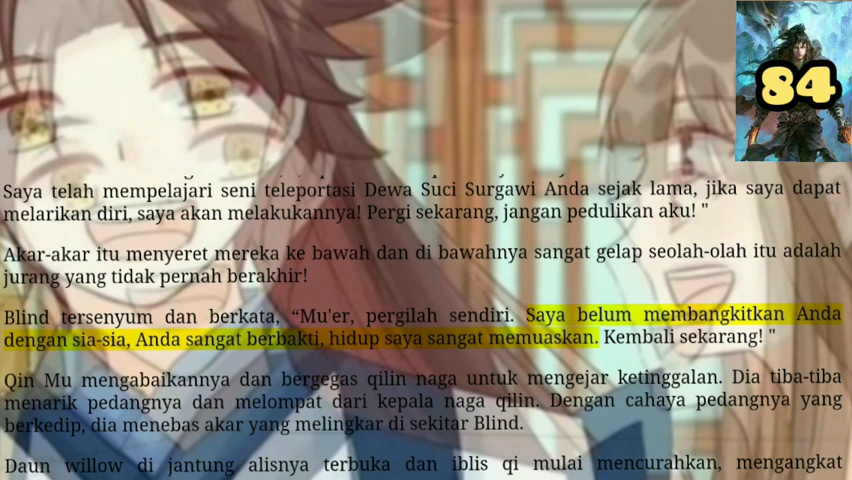 84
Saya telah mempelajari seni teleportasi Dewa Suci Surgawi Anda sejak lama, jika saya dapat
melarikan diri, saya akan melakukannya! Pergi sekarang, jangan pedulikan aku! "
Akar-akar itu menyeret mereka ke bawah dan di bawahnya sangat gelap seolah-olah itu adalah
jurang yang tidak pernah berakhir!
Blind tersenyum dan berkata, “Mu'er, pergilah sendiri. Saya belum membangkitkan Anda
dengan sia-sia, Anda sangat berbakti, hidup saya sangat memuaskan. Kembali sekarang! "
Qin Mu mengabaikannya dan bergegas qilin naga untuk mengejar ketinggalan. Dia tiba-tiba
menarik pedangnya dan melompat dari kepala naga qilin. Dengan cahaya pedangnya yang
berkedip, dia menebas akar yang melingkar di sekitar Blind.
Daun willow di jantung alisnya terbuka dan iblis qi mulai mencurahkan, mengangkat